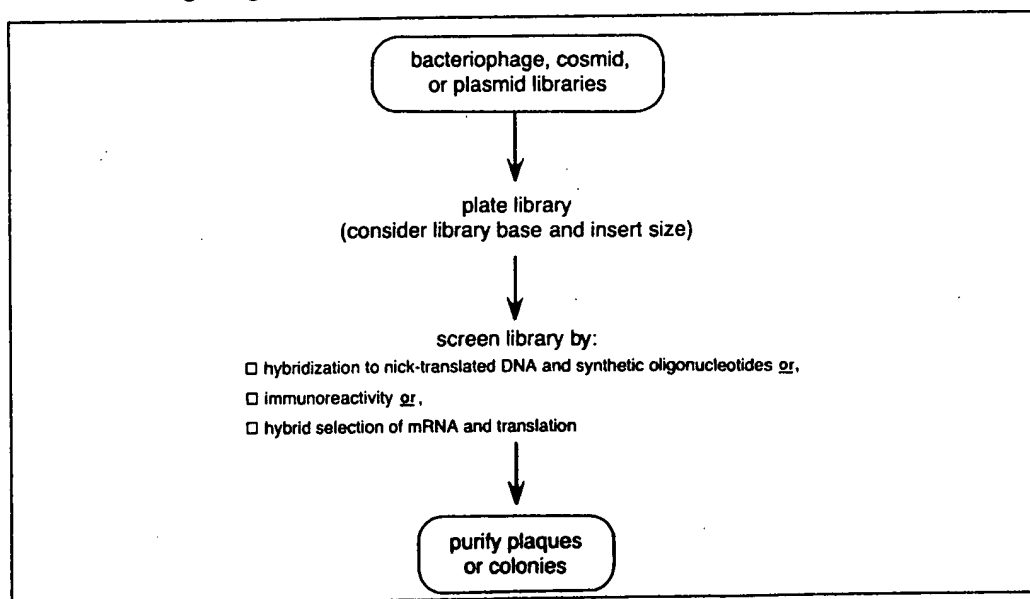 bacteriophage, cosmid,
or plasmid libraries
plate library
(consider library base and insert size)
screen library by:
□ hybridization to nick-translated DNA and synthetic oligonucleotides or,
□ immunoreactivity or,
□ hybrid selection of mRNA and translation
purify plaques
or colonies